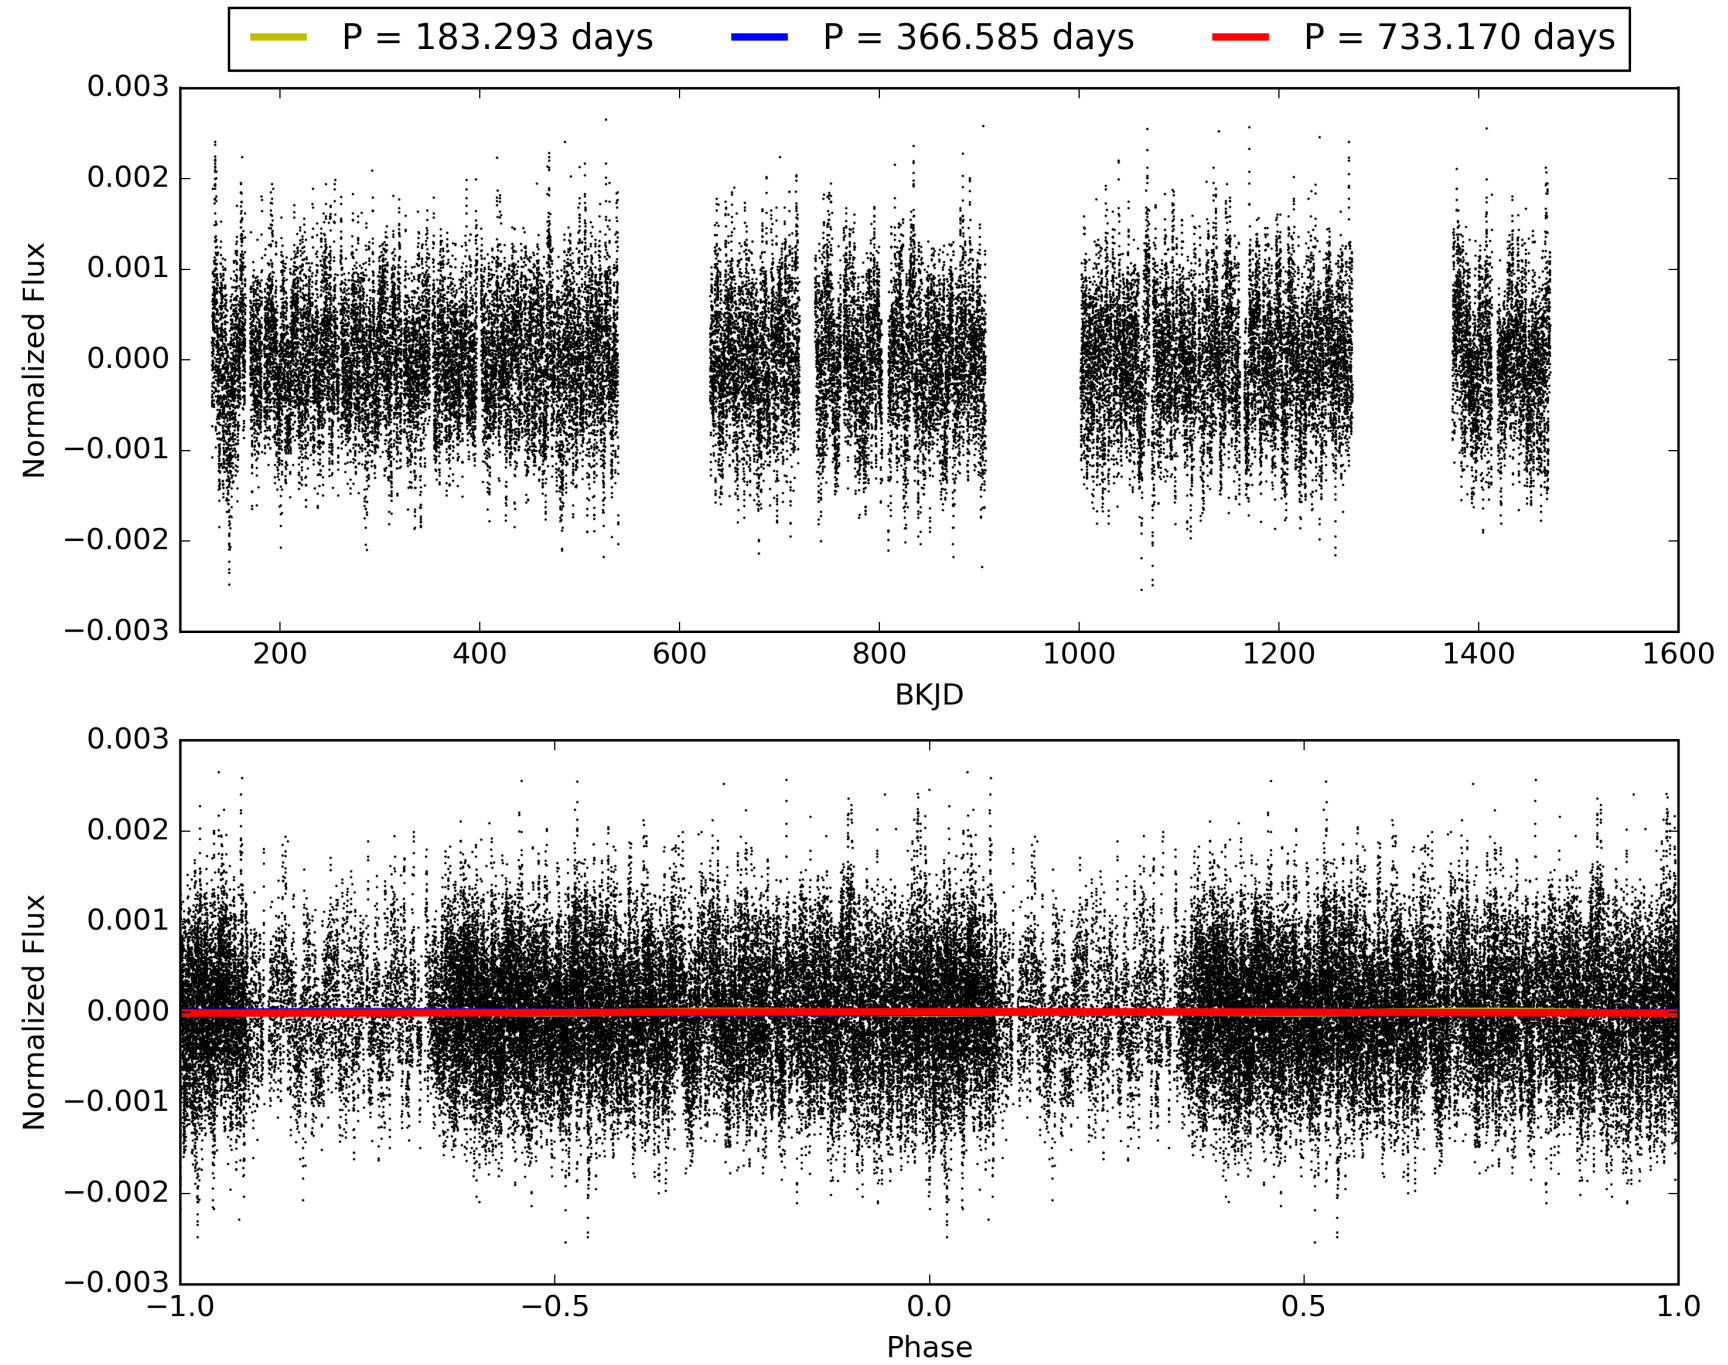 P = 183.293 days P = 366.585 days P = 733.170 days
0.003
0.002
0.001
0.000
−0.001
−0.002
−0.003
Normalized Flux
200 400 600 800 1000 1200 1400 1600
BKJD
0.003
0.002
0.001
0.000
−0.001
−0.002
−0.003
Normalized Flux
−1.0 −0.5 0.0 0.5 1.0
Phase